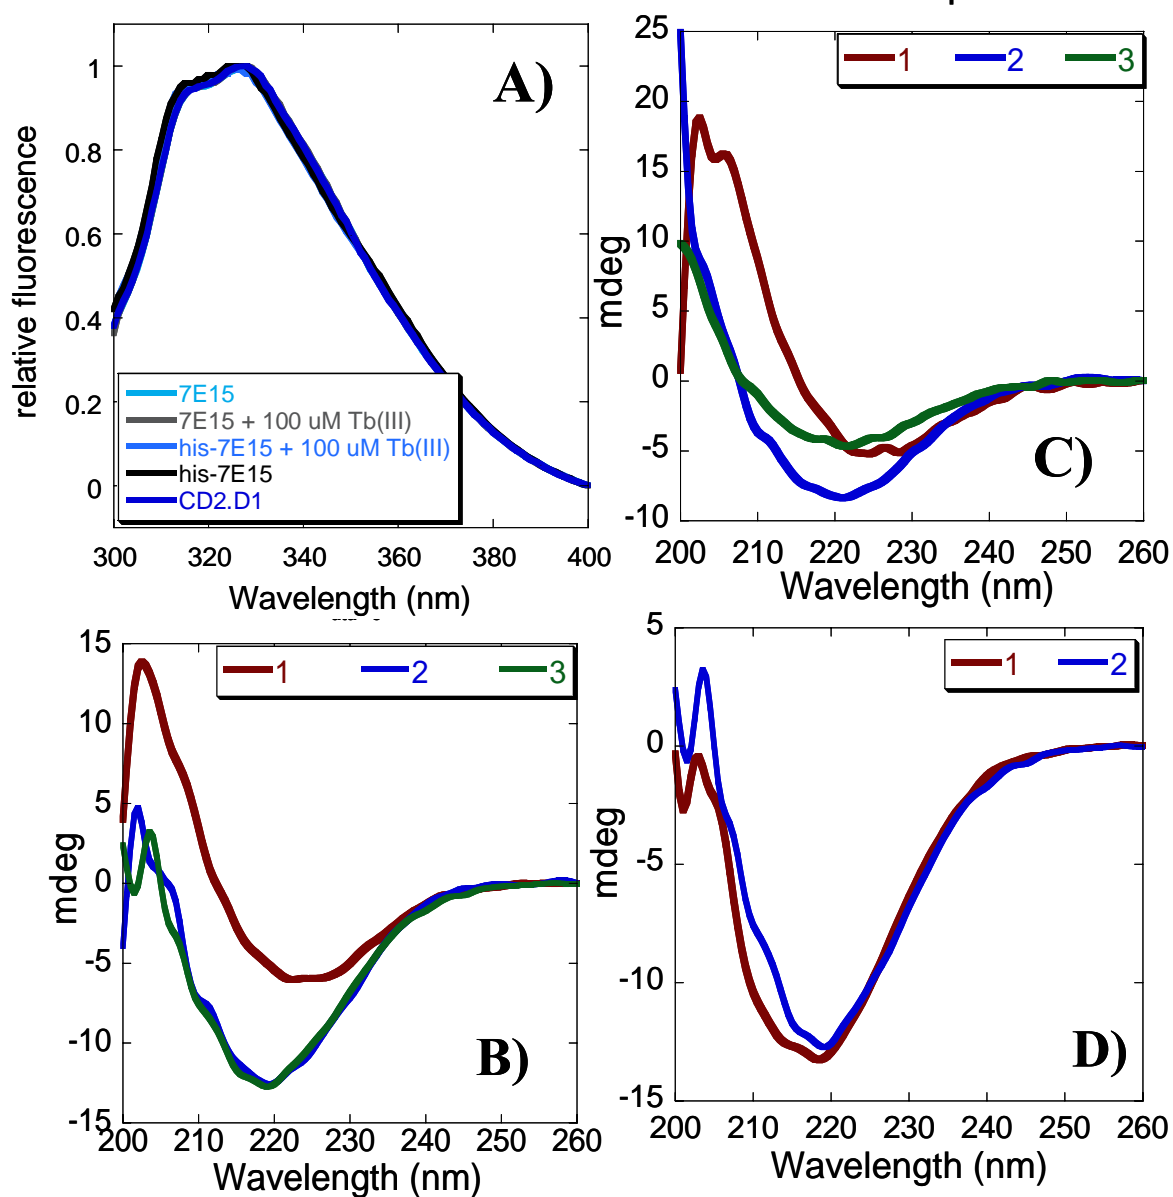 A)
relative fluorescence
1
0.8
0.6
0.4
0.2
0
7E15
7E15 + 100 uM Tb(III)
his-7E15 + 100 uM Tb(III)
his-7E15
CD2.D1
300 320 340 360 380 400
Wavelength (nm)
1 2 3
C)
mdeg
25
20
15
10
5
0
-5
-10
200 210 220 230 240 250 260
Wavelength (nm)
1 2 3
B)
mdeg
15
10
5
0
-5
-10
-15
200 210 220 230 240 250 260
Wavelength (nm)
1 2
D)
mdeg
5
0
-5
-10
-15
200 210 220 230 240 250 260
Wavelength (nm)